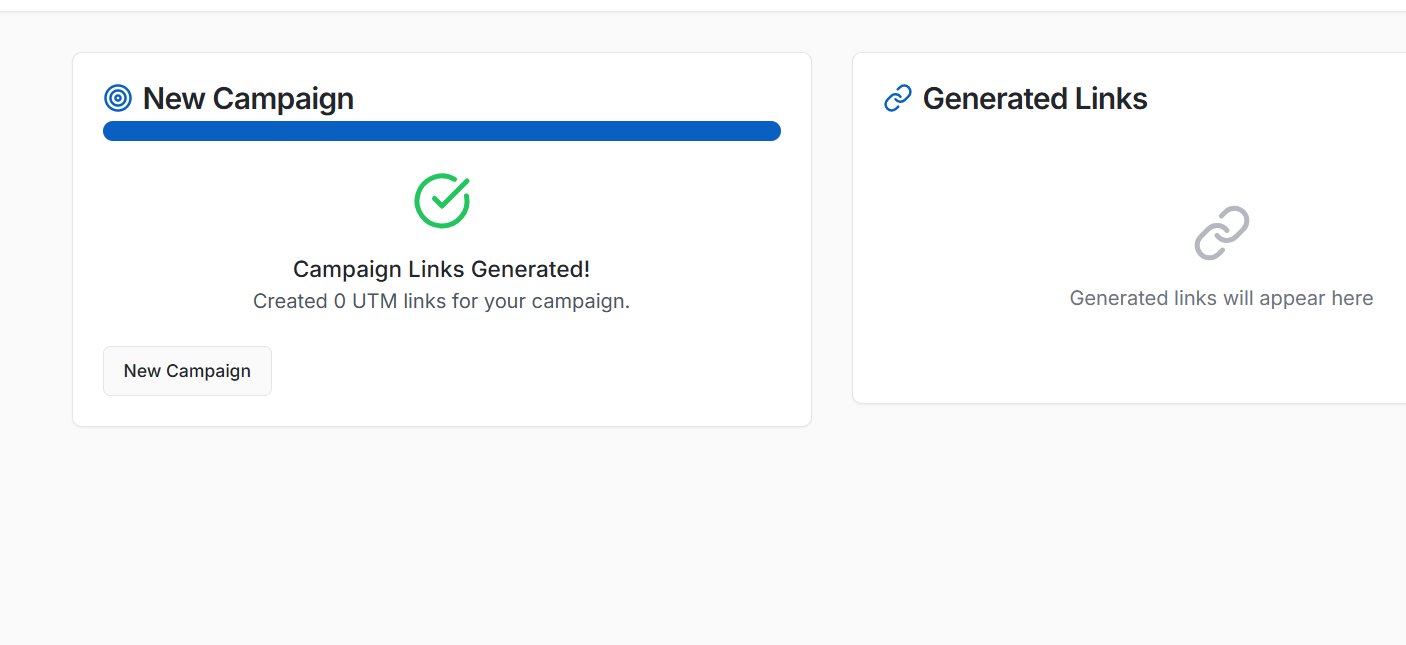 New Campaign
Campaign Links Generated!
Created 0 UTM links for your campaign.
New Campaign
Generated Links
Generated links will appear here